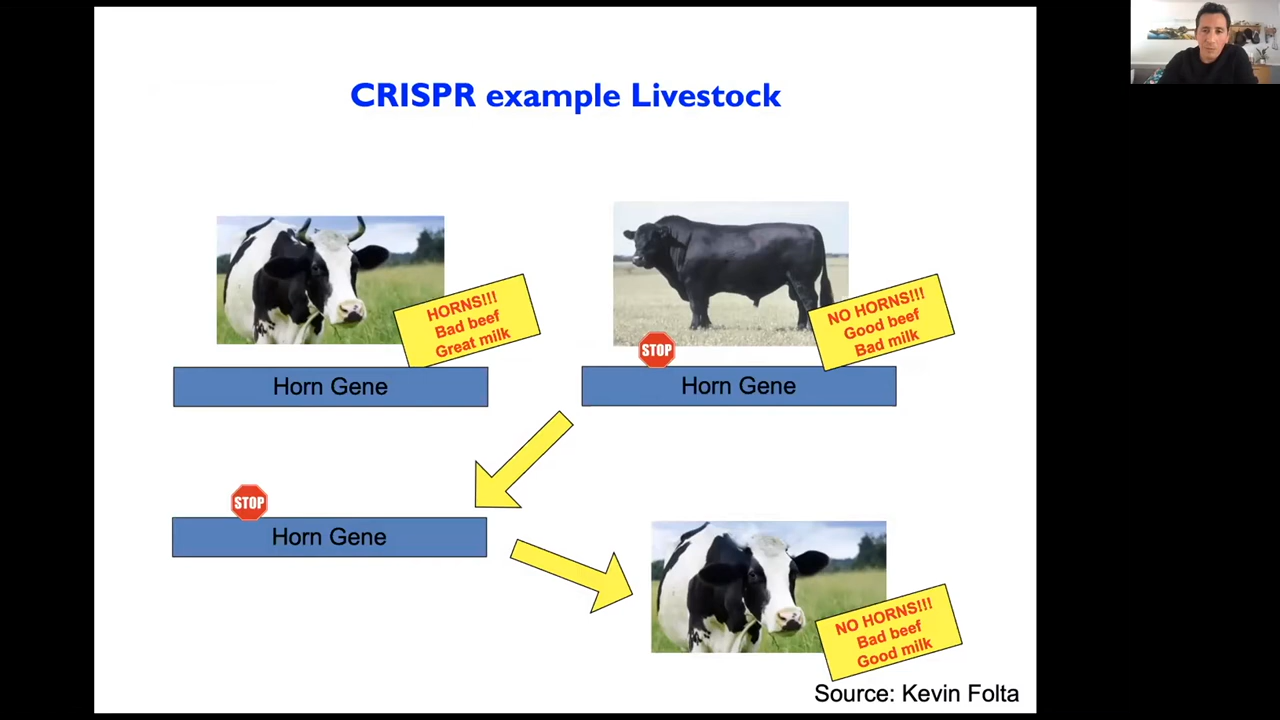 CRISPR example Livestock
HORNS!!!
Bad beef
Great milk
NO HORNS!!!
Good beef
Bad milk
STOP
Horn Gene
Horn Gene
STOP
Horn Gene
NO HORNS!!!
Bad beef
Good milk
Source: Kevin Folta